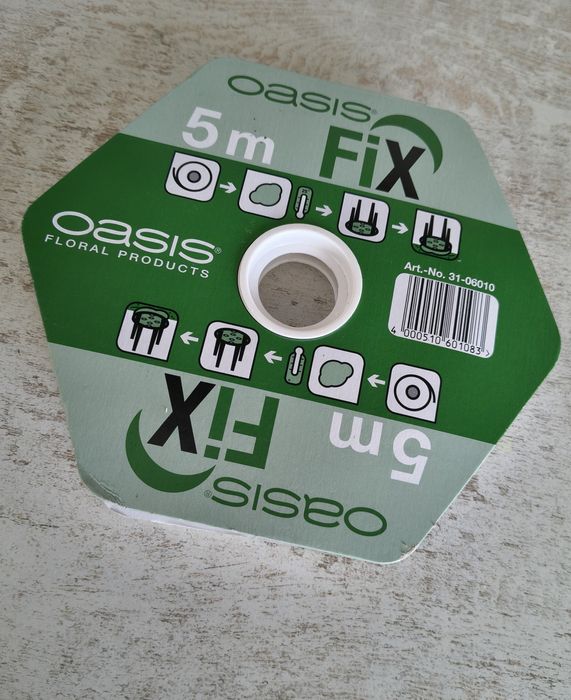 OASIS®
5 m FiX
OASIS®
FLORAL PRODUCTS
Art.-No. 31-06010
4 000510 601083 >
5 m FiX
OASIS®